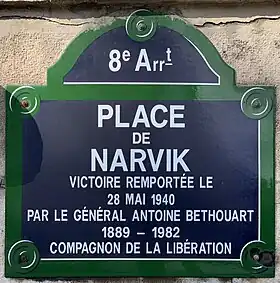 8e Arrt
PLACE
DE
NARVIK
VICTOIRE REMPORTÉE LE
28 MAI 1940
PAR LE GÉNÉRAL ANTOINE BETHOUART
1889 – 1982
COMPAGNON DE LA LIBÉRATION